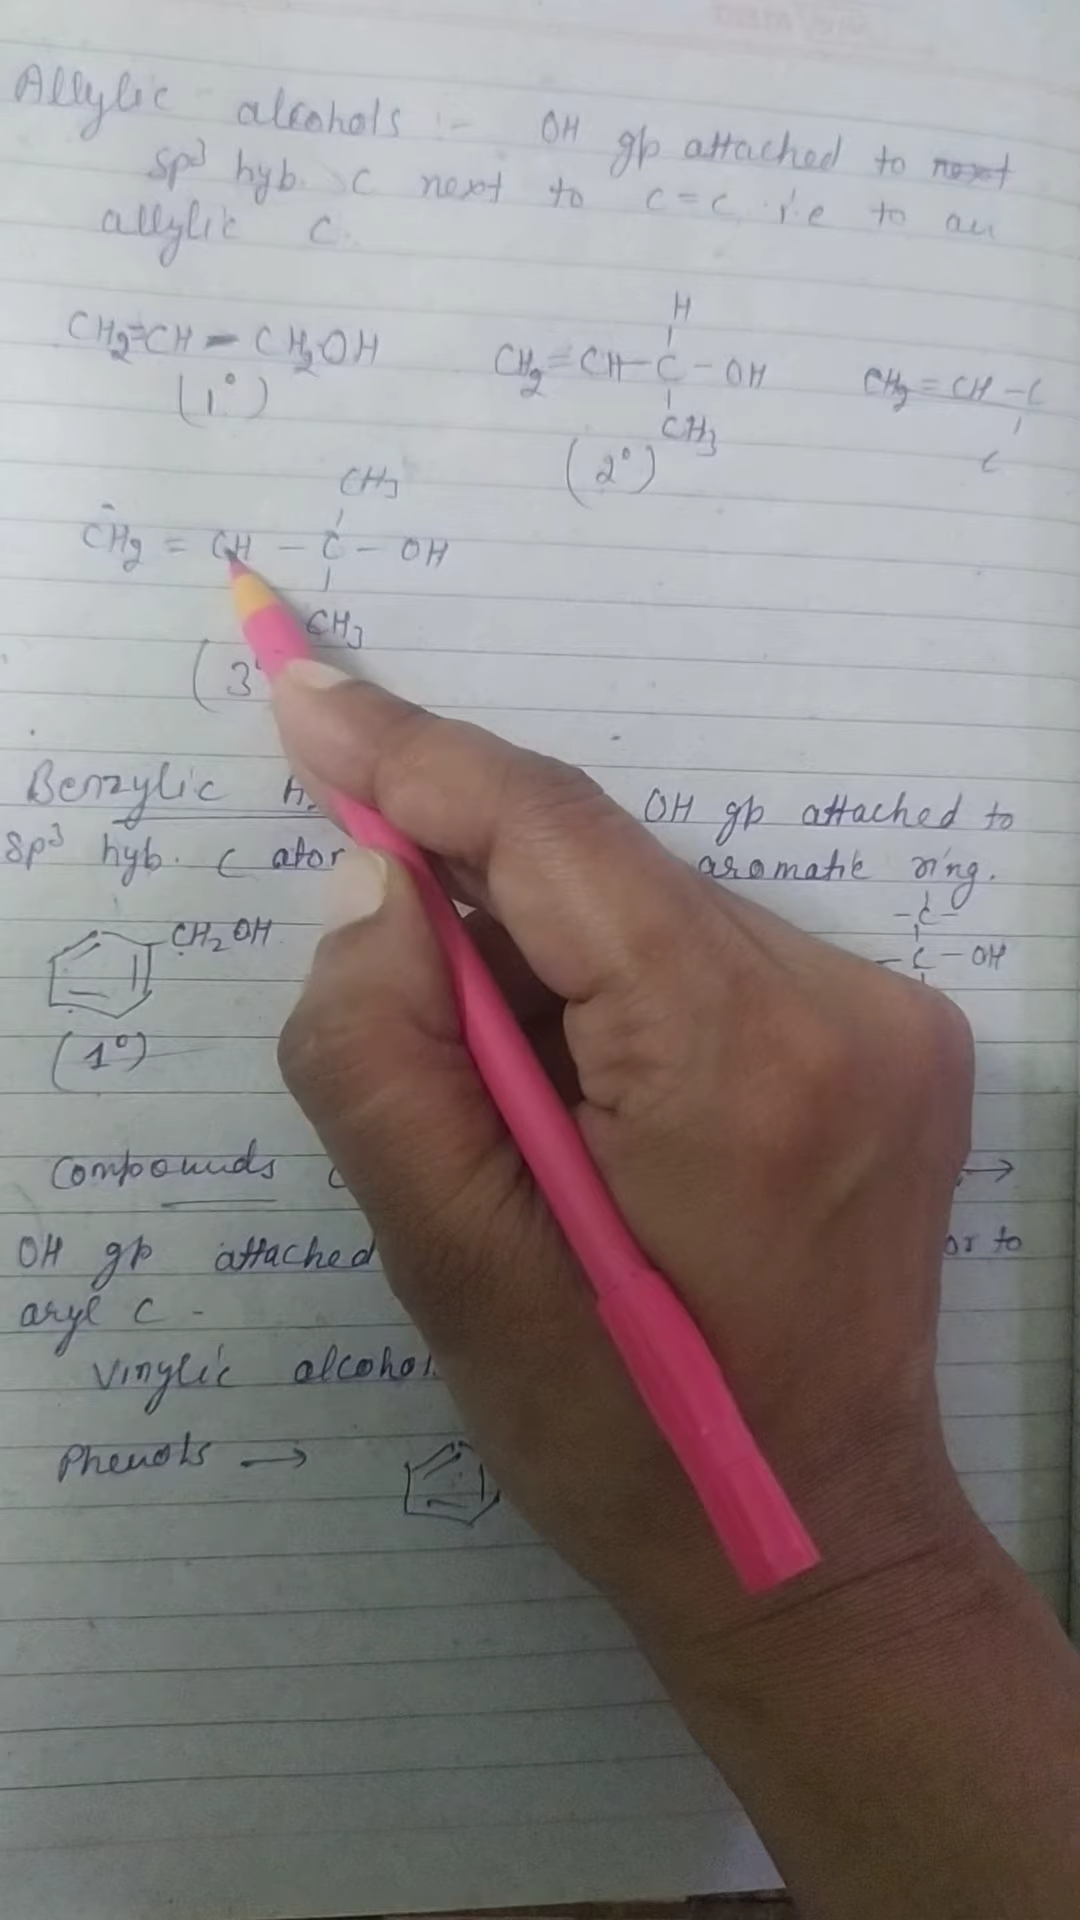 Allylic alcohols :- OH gp attached to next
sp³ hyb. C next to C=C i.e to an
allylic C.
CH₂=CH-CH₂OH
(1°)
H
CH₂=CH-C-OH
CH₃
(2°)
CH₂=CH-C
C
CH₃
CH₂ = CH - C - OH
CH₃
(3
Benzylic OH gp attached to
sp³ hyb. C aromatic ring.
CH₂OH
(1°)
-C-
-C-OH
Compounds →
OH gp attached or to
aryl C -
Vinylic
Phenols →